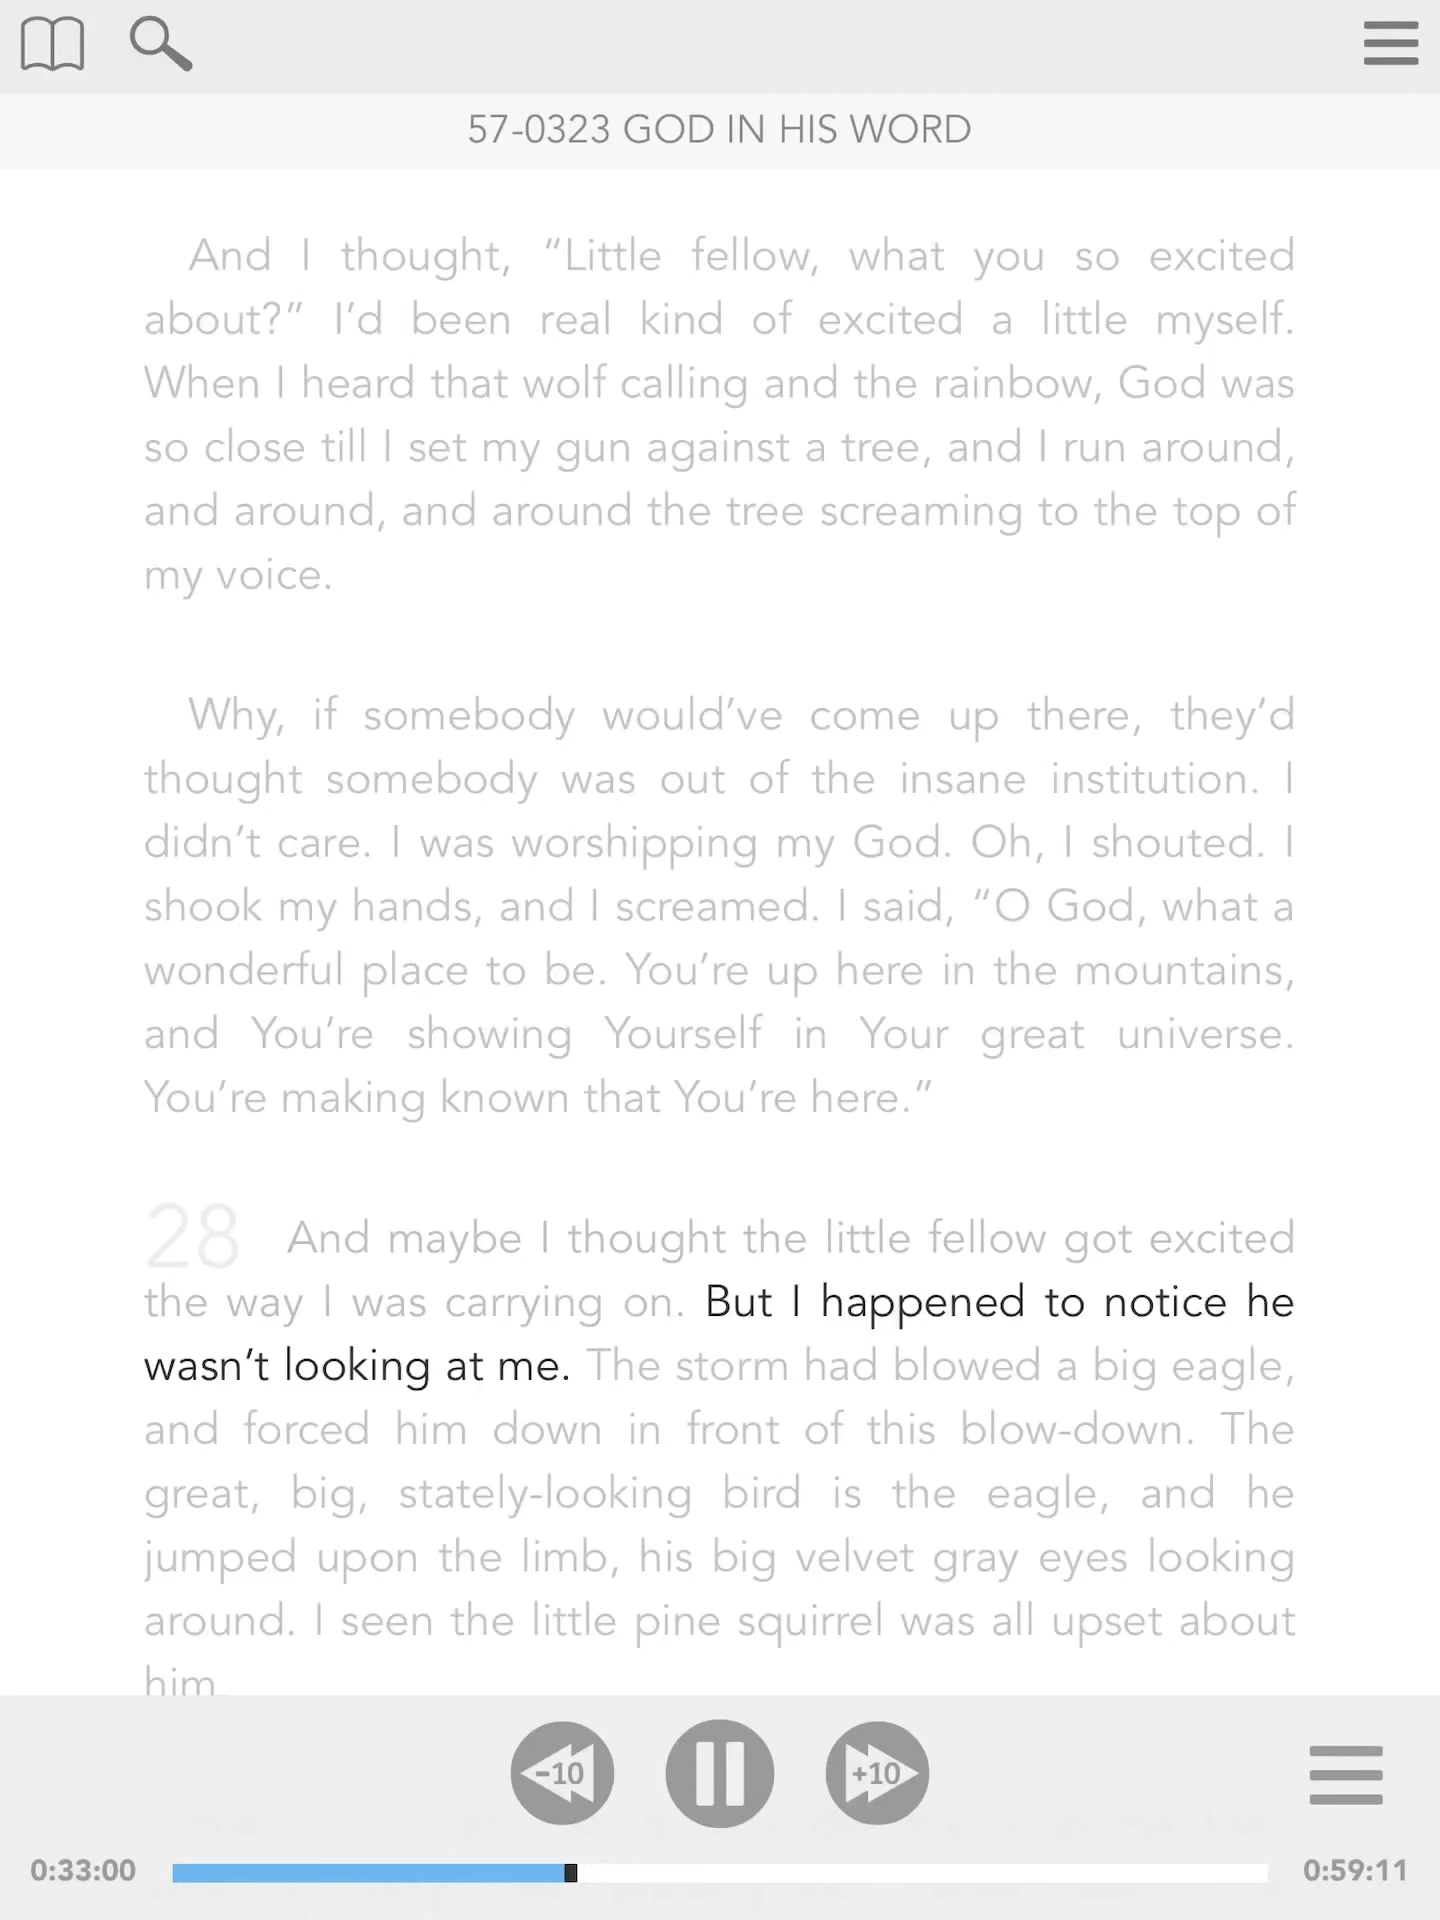 57-0323 GOD IN HIS WORD
And I thought, “Little fellow, what you so excited
about?” I’d been real kind of excited a little myself.
When I heard that wolf calling and the rainbow, God was
so close till I set my gun against a tree, and I run around,
and around, and around the tree screaming to the top of
my voice.
Why, if somebody would’ve come up there, they’d
thought somebody was out of the insane institution. I
didn’t care. I was worshipping my God. Oh, I shouted. I
shook my hands, and I screamed. I said, “O God, what a
wonderful place to be. You’re up here in the mountains,
and You’re showing Yourself in Your great universe.
You’re making known that You’re here.”
28 And maybe I thought the little fellow got excited
the way I was carrying on. But I happened to notice he
wasn’t looking at me. The storm had blowed a big eagle,
and forced him down in front of this blow-down. The
great, big, stately-looking bird is the eagle, and he
jumped upon the limb, his big velvet gray eyes looking
around. I seen the little pine squirrel was all upset about
him.
-10 +10
0:33:00 0:59:11